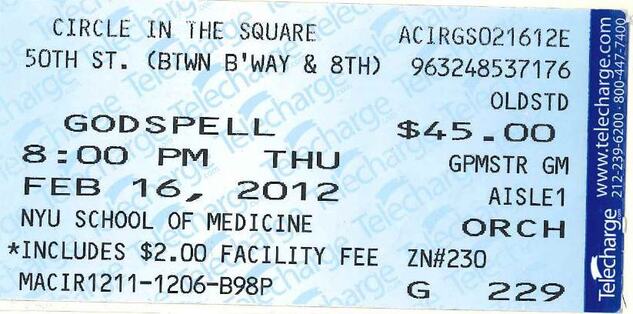 CIRCLE IN THE SQUARE ACIRGS021612E
50TH ST. (BTWN B'WAY & 8TH) 963248537176
OLDSTD
GODSPELL $45.00
8:00 PM THU GPMSTR GM
FEB 16, 2012 AISLE1
NYU SCHOOL OF MEDICINE ORCH
*INCLUDES $2.00 FACILITY FEE ZN#230
MACIR1211-1206-B98P G 229
Telecharge® www.telecharge.com
212-239-6200 · 800-447-7400